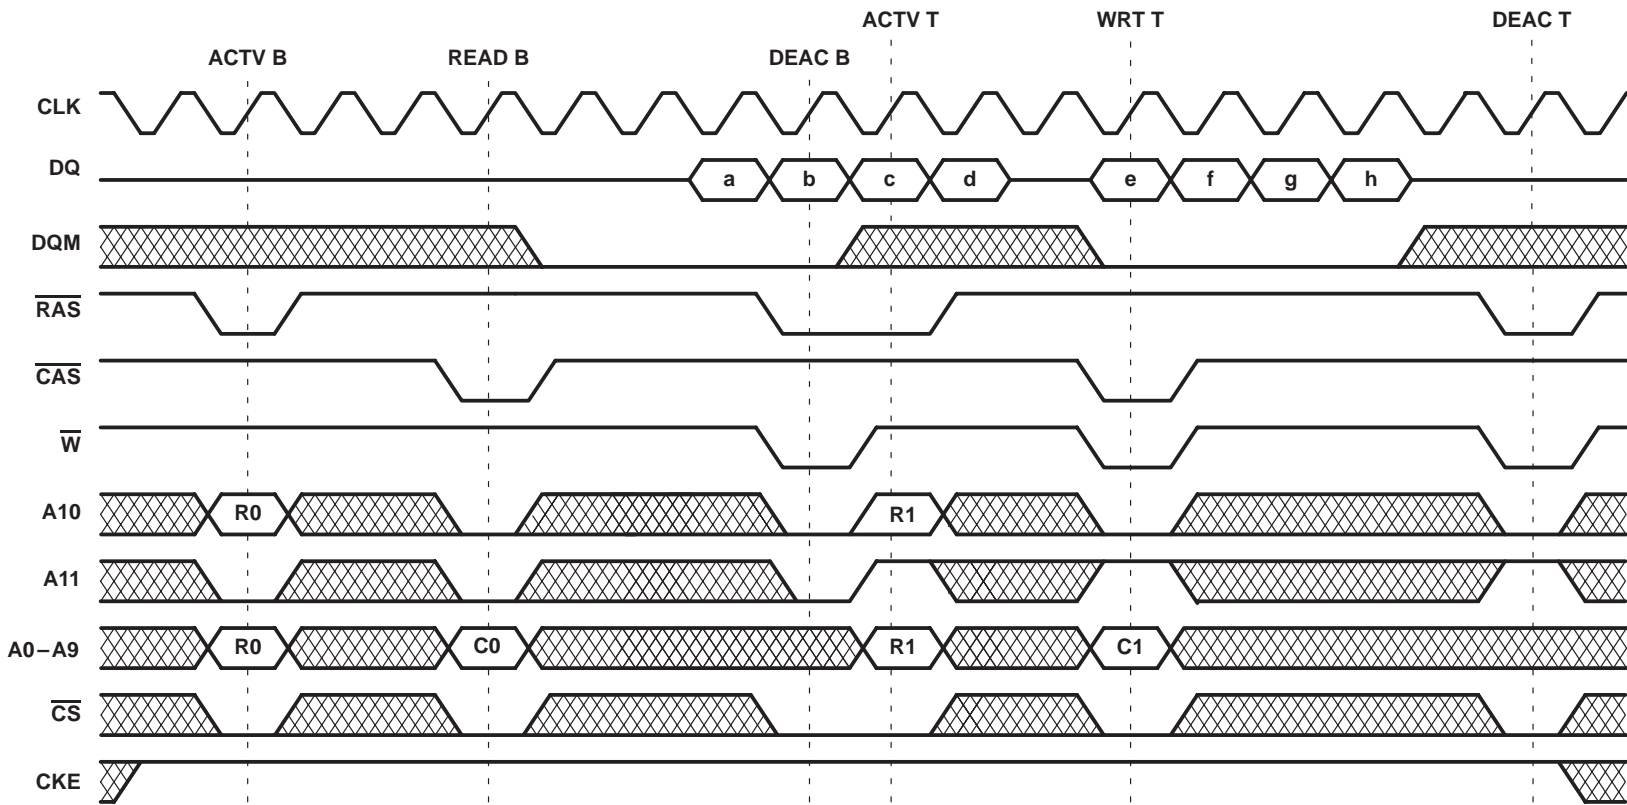 ACTV T WRT T DEAC T
ACTV B READ B DEAC B
CLK
DQ a b c d e f g h
DQM
RAS
CAS
W
A10 R0 R1
A11
A0–A9 R0 C0 R1 C1
CS
CKE